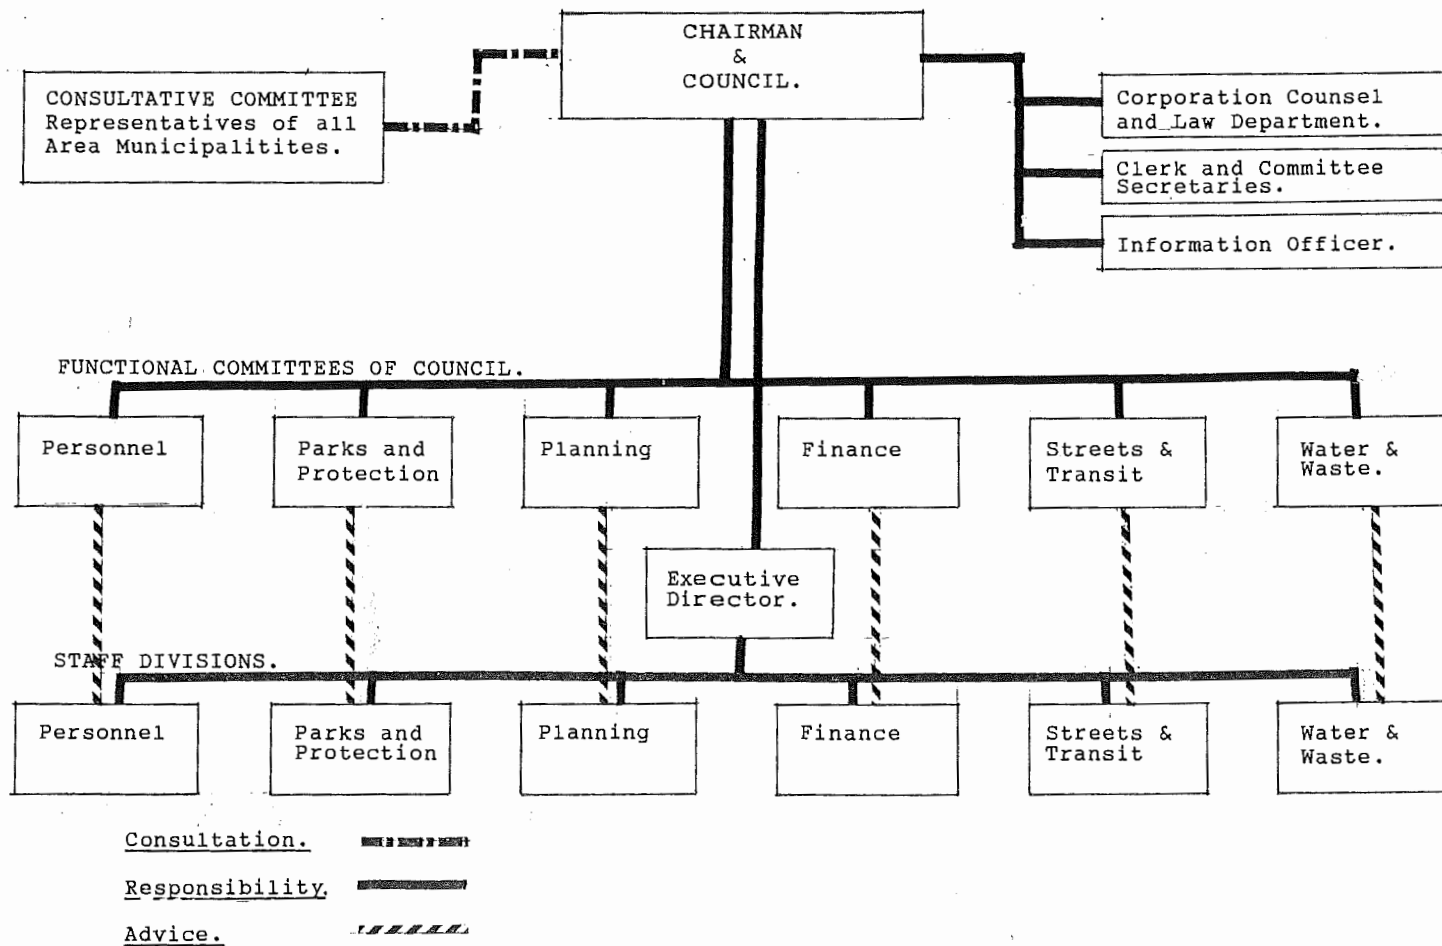 CHAIRMAN
&
COUNCIL.
CONSULTATIVE COMMITTEE
Representatives of all
Area Municipalitites.
Corporation Counsel
and Law Department.
Clerk and Committee
Secretaries.
Information Officer.
FUNCTIONAL COMMITTEES OF COUNCIL.
Personnel
Parks and
Protection
Planning
Finance
Streets &
Transit
Water &
Waste.
Executive
Director.
STAFF DIVISIONS.
Personnel
Parks and
Protection
Planning
Finance
Streets &
Transit
Water &
Waste.
Consultation.
Responsibility.
Advice.